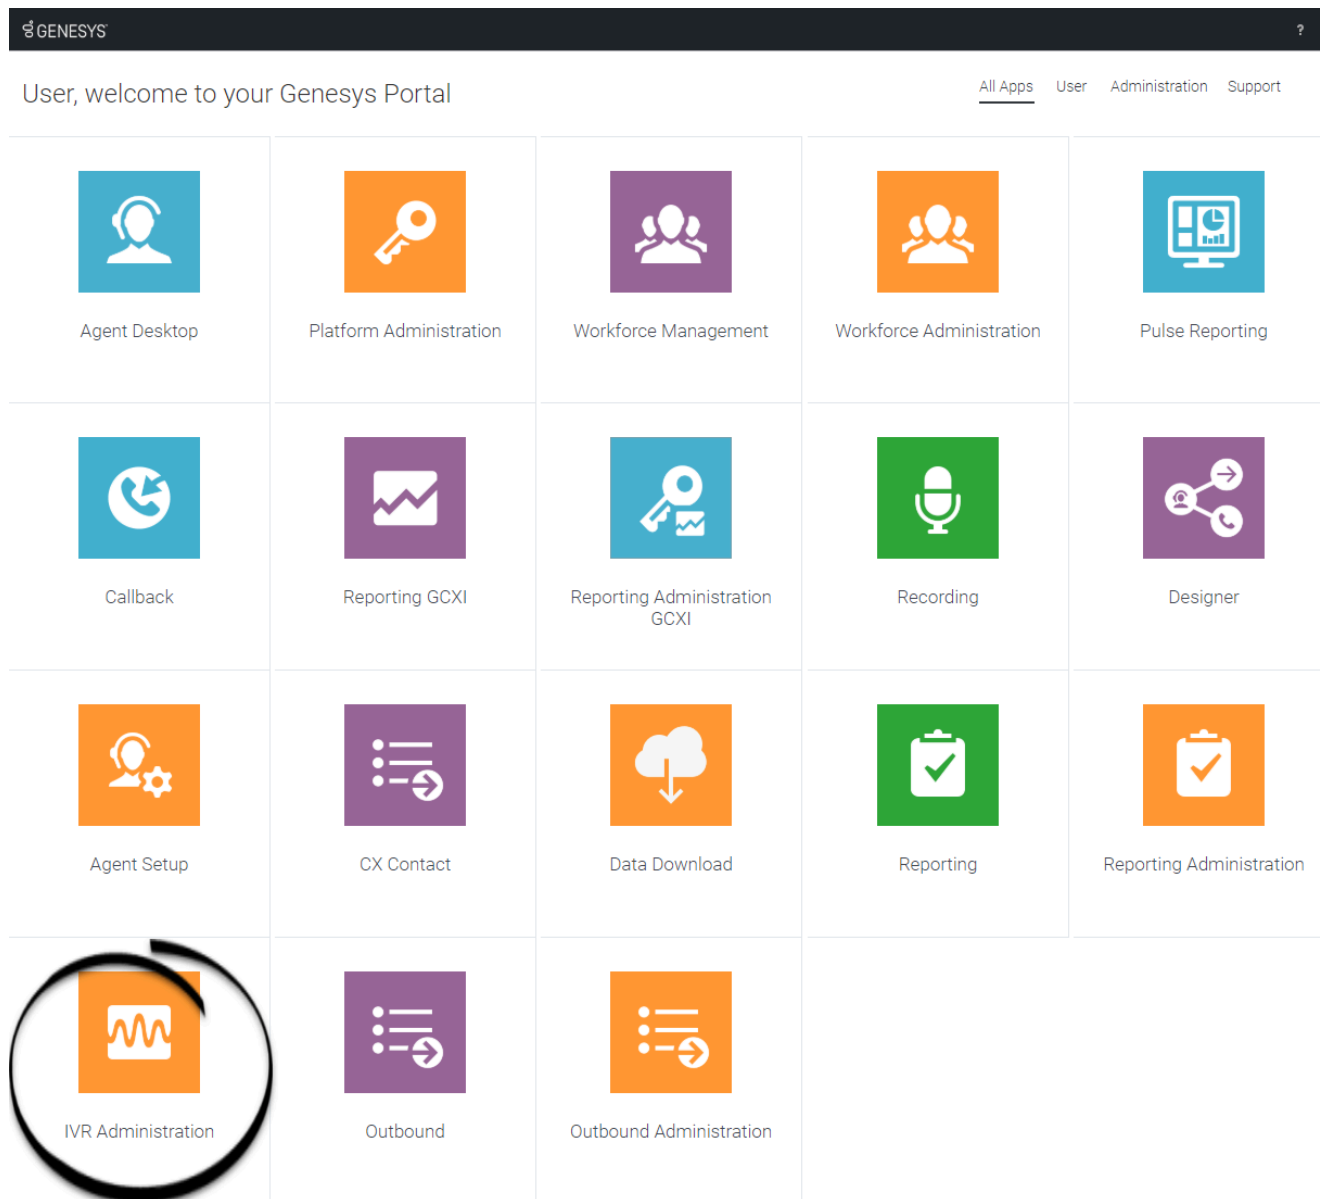 GENESYS
?
User, welcome to your Genesys Portal
All Apps User Administration Support
Agent Desktop
Platform Administration
Workforce Management
Workforce Administration
Pulse Reporting
Callback
Reporting GCXI
Reporting Administration
GCXI
Recording
Designer
Agent Setup
CX Contact
Data Download
Reporting
Reporting Administration
IVR Administration
Outbound
Outbound Administration